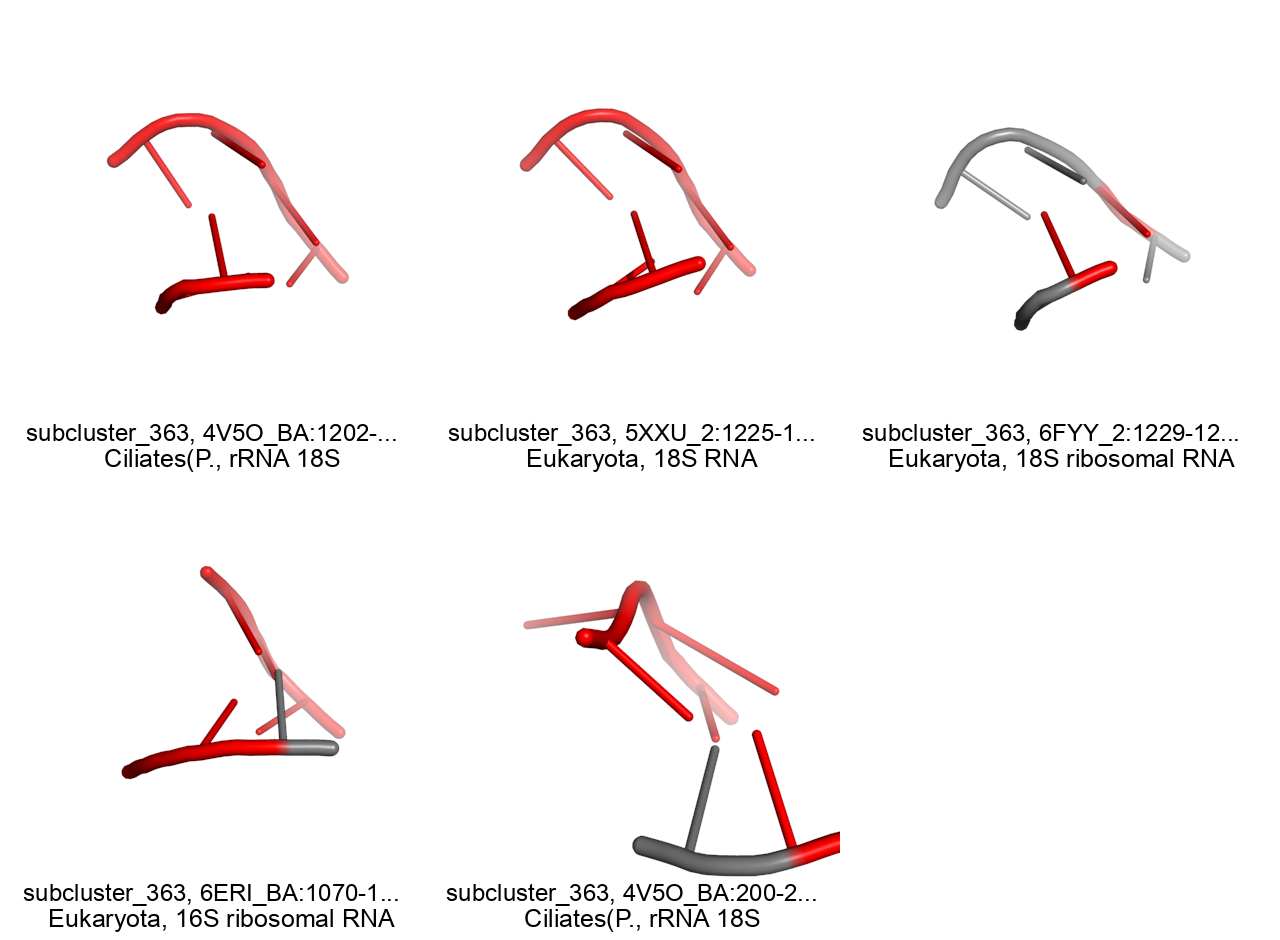 subcluster_363, 4V5O_BA:1202-...
Ciliates(P., rRNA 18S
subcluster_363, 5XXU_2:1225-1...
Eukaryota, 18S RNA
subcluster_363, 6FYY_2:1229-12...
Eukaryota, 18S ribosomal RNA
subcluster_363, 6ERI_BA:1070-1...
Eukaryota, 16S ribosomal RNA
subcluster_363, 4V5O_BA:200-2...
Ciliates(P., rRNA 18S